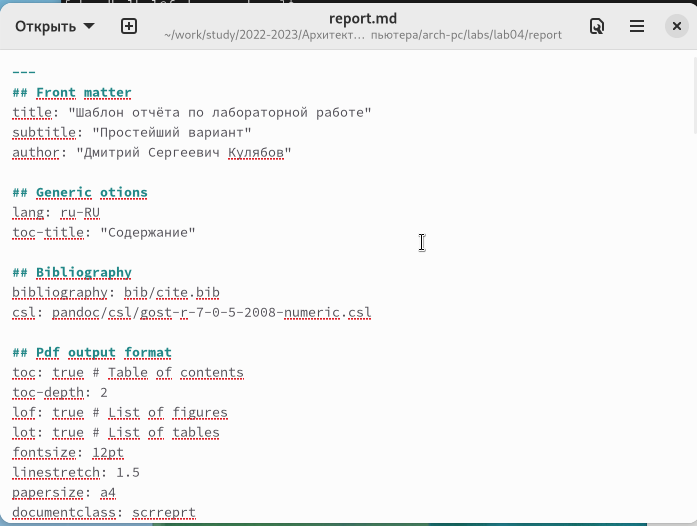 Открыть
report.md
~/work/study/2022-2023/Архитект… пьютера/arch-pc/labs/lab04/report
---
## Front matter
title: "Шаблон отчёта по лабораторной работе"
subtitle: "Простейший вариант"
author: "Дмитрий Сергеевич Кулябов"
## Generic otions
lang: ru-RU
toc-title: "Содержание"
## Bibliography
bibliography: bib/cite.bib
csl: pandoc/csl/gost-r-7-0-5-2008-numeric.csl
## Pdf output format
toc: true # Table of contents
toc-depth: 2
lof: true # List of figures
lot: true # List of tables
fontsize: 12pt
linestretch: 1.5
papersize: a4
documentclass: scrreprt